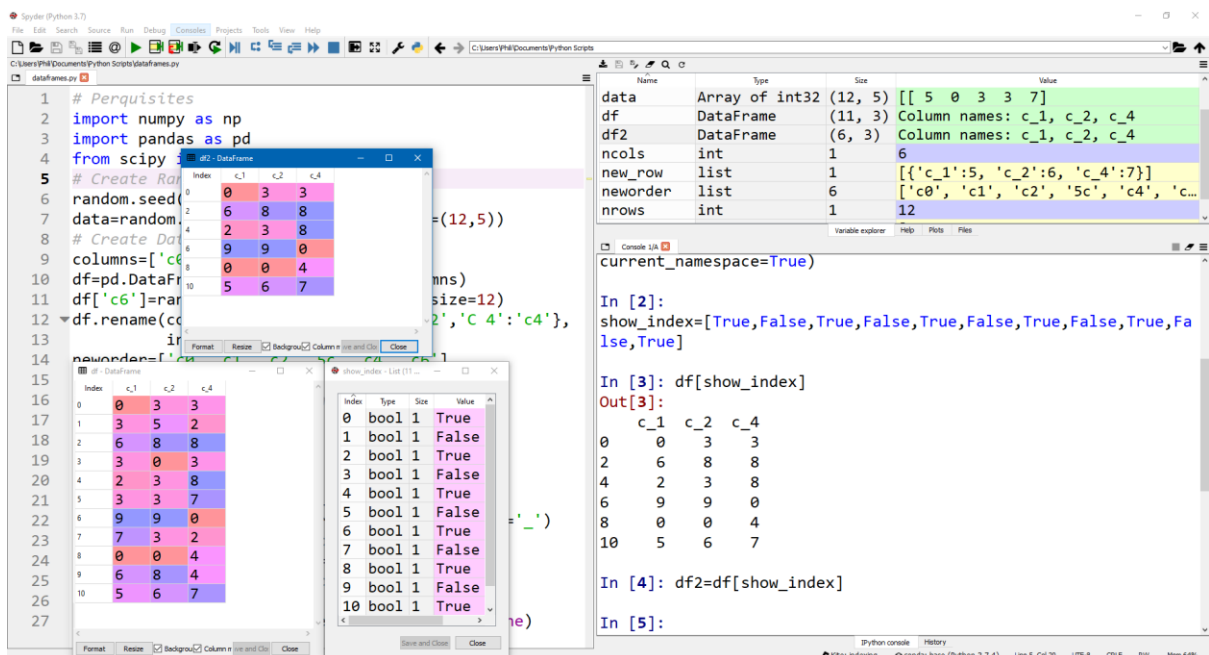 Spyder (Python 3.7)
File Edit Search Source Run Debug Consoles Projects Tools View Help
C:\Users\Phil\Documents\Python Scripts
C:\Users\Phil\Documents\Python Scripts\dataframes.py
dataframes.py
1 # Perquisites
2 import numpy as np
3 import pandas as pd
4 from scipy i
5 # Create Ran
6 random.seed(
7 data=random. =(12,5))
8 # Create Dat
9 columns=['c0
10 df=pd.DataFr mns)
11 df['c6']=ran size=12)
12 df.rename(co 2','C 4':'c4'},
13 in
14 neworder=['c0 c1 c2 5c c4 c6']
15
16
17
18
19
20
21
22 ='_')
23
24
25
26
27 ne)
df2 - DataFrame
Index c_1 c_2 c_4
0 0 3 3
2 6 8 8
4 2 3 8
6 9 9 0
8 0 0 4
10 5 6 7
Format Resize Backgrou Column n ve and Clo Close
df - DataFrame
Index c_1 c_2 c_4
0 0 3 3
1 3 5 2
2 6 8 8
3 3 0 3
4 2 3 8
5 3 3 7
6 9 9 0
7 7 3 2
8 0 0 4
9 6 8 4
10 5 6 7
Format Resize Backgrou Column n ve and Clo Close
show_index - List (11 ...
Index Type Size Value
0 bool 1 True
1 bool 1 False
2 bool 1 True
3 bool 1 False
4 bool 1 True
5 bool 1 False
6 bool 1 True
7 bool 1 False
8 bool 1 True
9 bool 1 False
10 bool 1 True
Save and Close Close
Name Type Size Value
data Array of int32 (12, 5) [[ 5 0 3 3 7]
df DataFrame (11, 3) Column names: c_1, c_2, c_4
df2 DataFrame (6, 3) Column names: c_1, c_2, c_4
ncols int 1 6
new_row list 1 [{'c_1':5, 'c_2':6, 'c_4':7}]
neworder list 6 ['c0', 'c1', 'c2', '5c', 'c4', 'c...
nrows int 1 12
Variable explorer Help Plots Files
Console 1/A
current_namespace=True)
In [2]:
show_index=[True,False,True,False,True,False,True,False,True,Fa
lse,True]
In [3]: df[show_index]
Out[3]:
c_1 c_2 c_4
0 0 3 3
2 6 8 8
4 2 3 8
6 9 9 0
8 0 0 4
10 5 6 7
In [4]: df2=df[show_index]
In [5]:
IPython console History